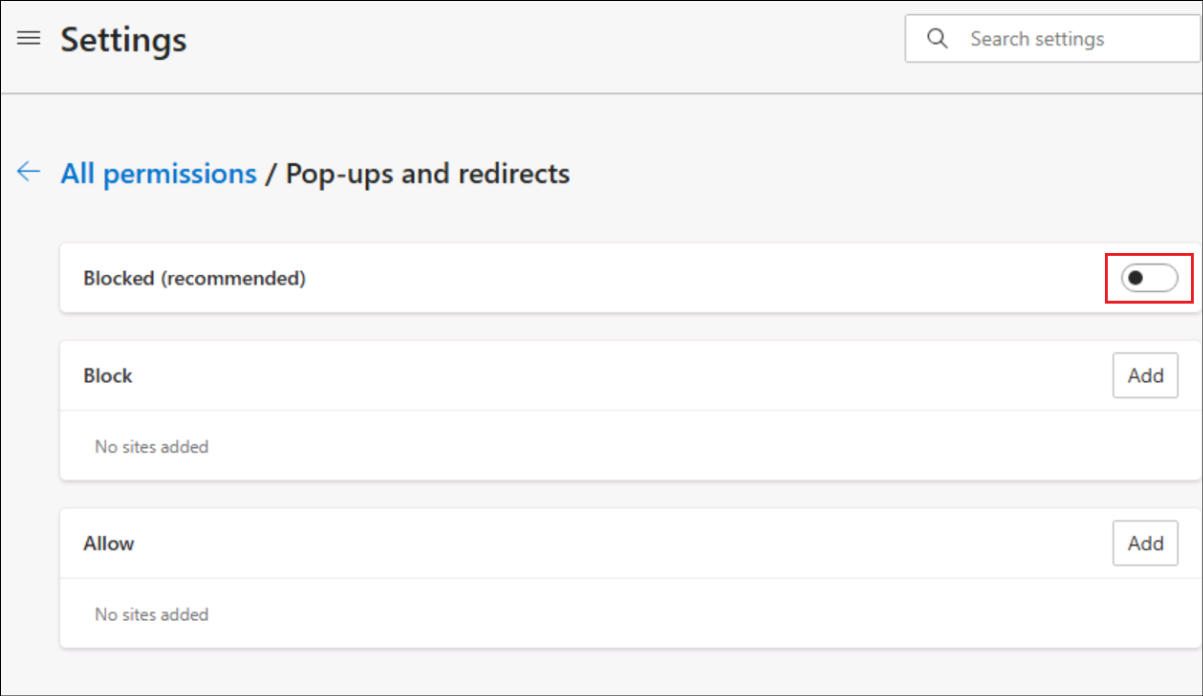 Settings
Search settings
All permissions / Pop-ups and redirects
Blocked (recommended)
Block
Add
No sites added
Allow
Add
No sites added